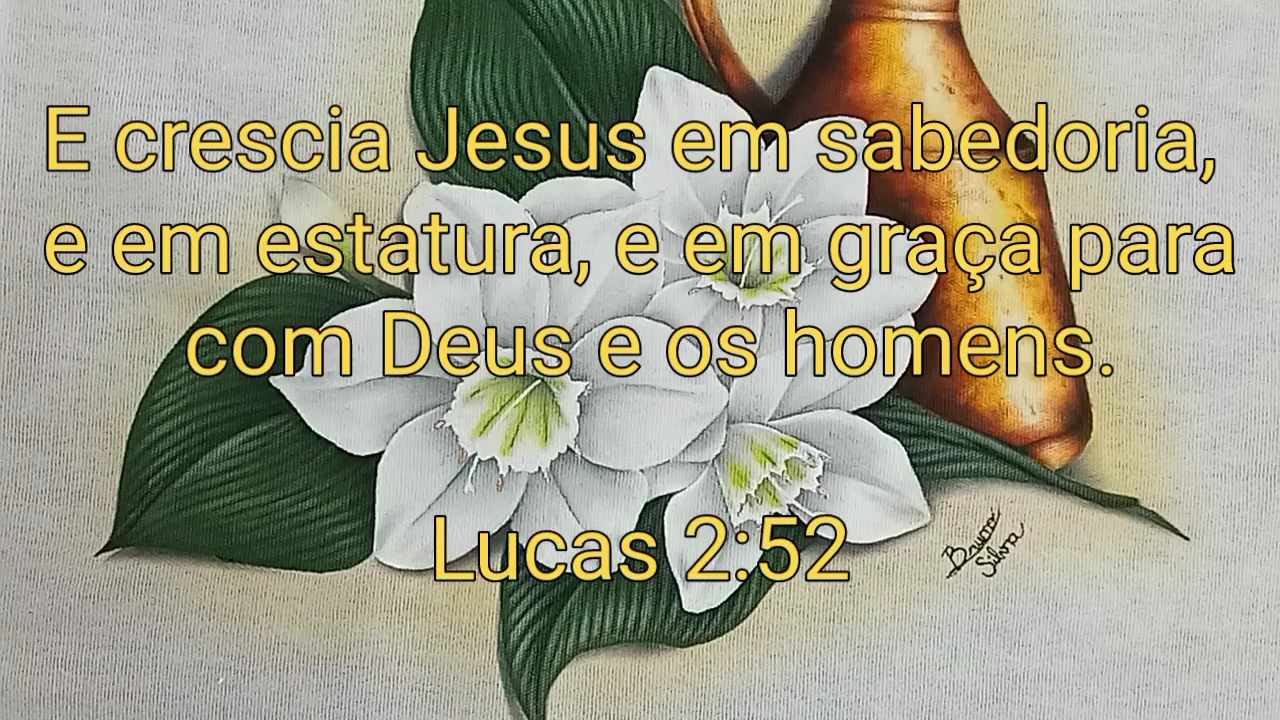 E crescia Jesus em sabedoria,
e em estatura, e em graça para
com Deus e os homens.
Lucas 2:52
Bruno
Silva